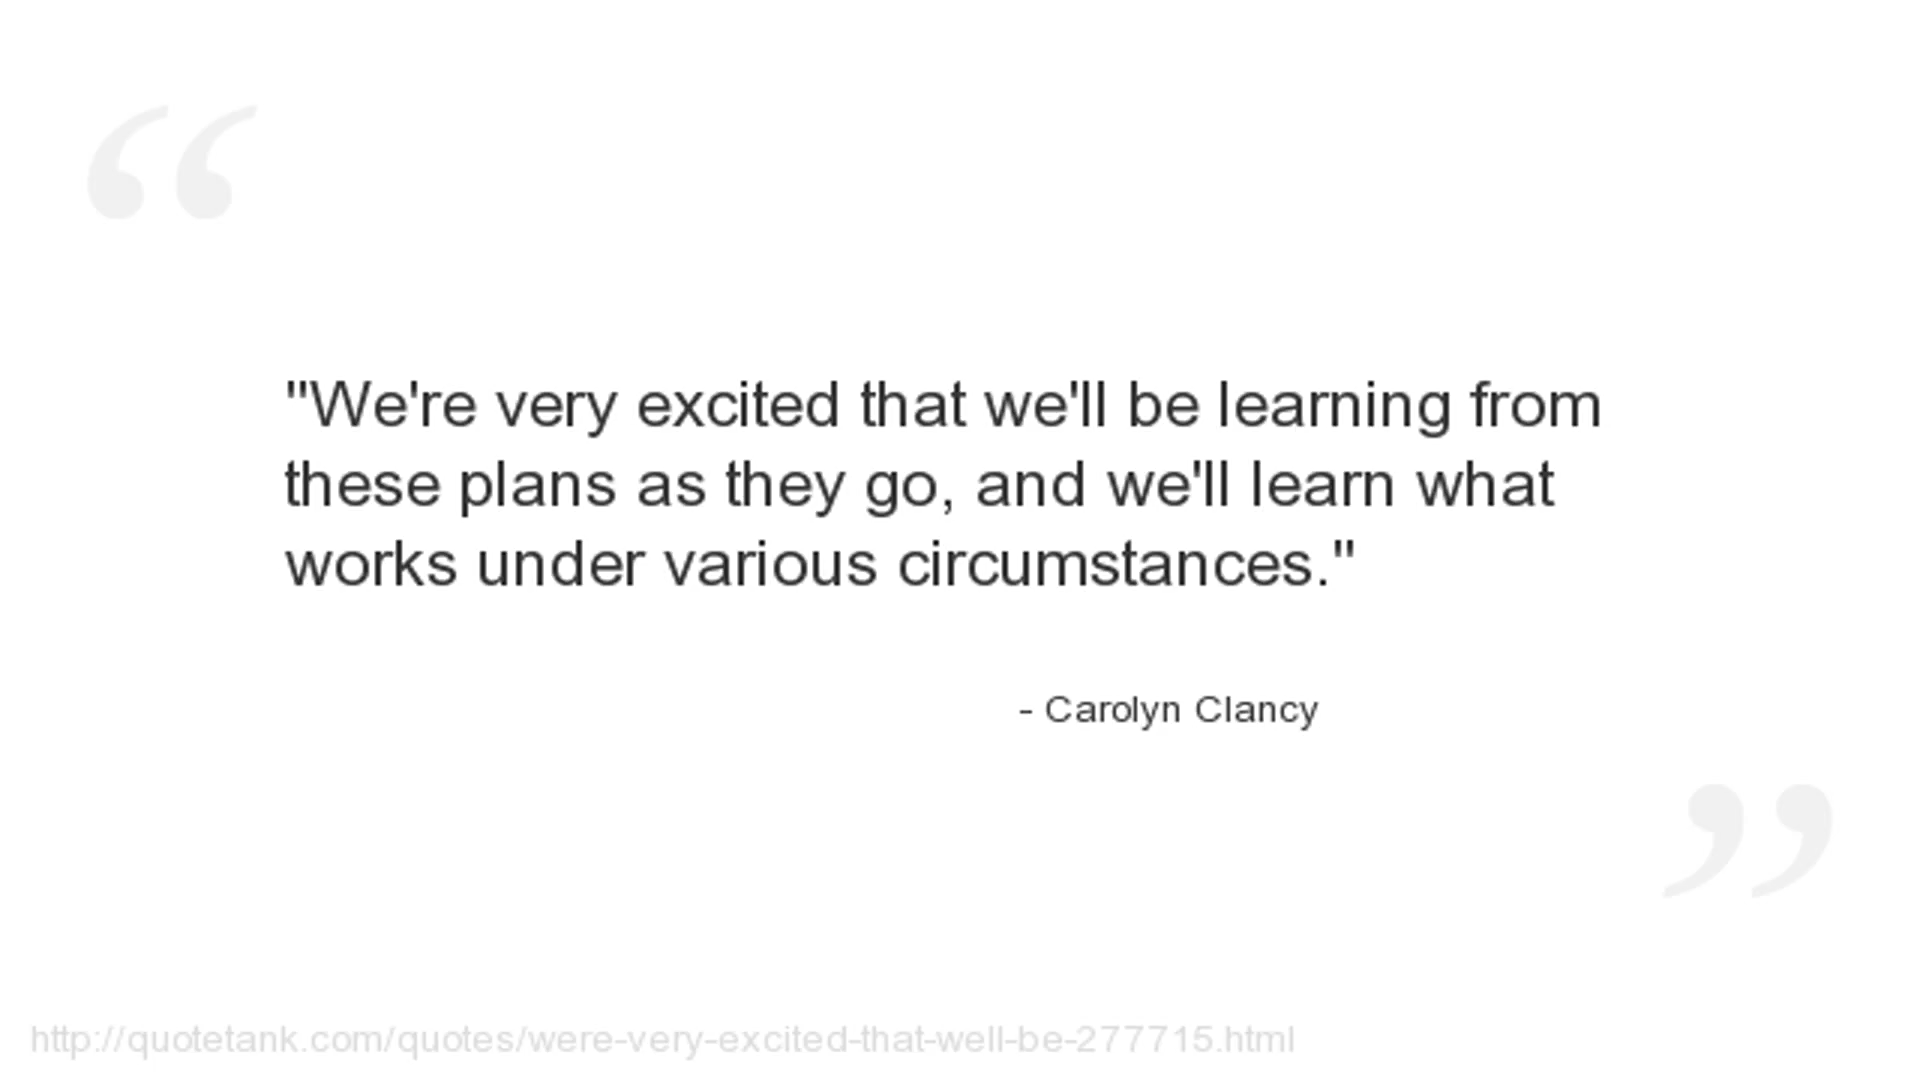 "We're very excited that we'll be learning from
these plans as they go, and we'll learn what
works under various circumstances."
- Carolyn Clancy
http://quotetank.com/quotes/were-very-excited-that-well-be-277715.html